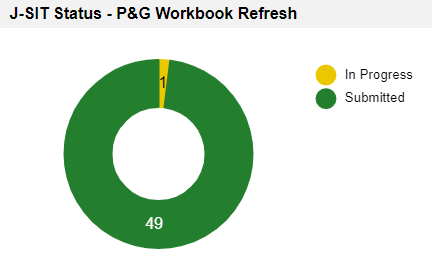 J-SIT Status - P&G Workbook Refresh
1
In Progress
Submitted
49